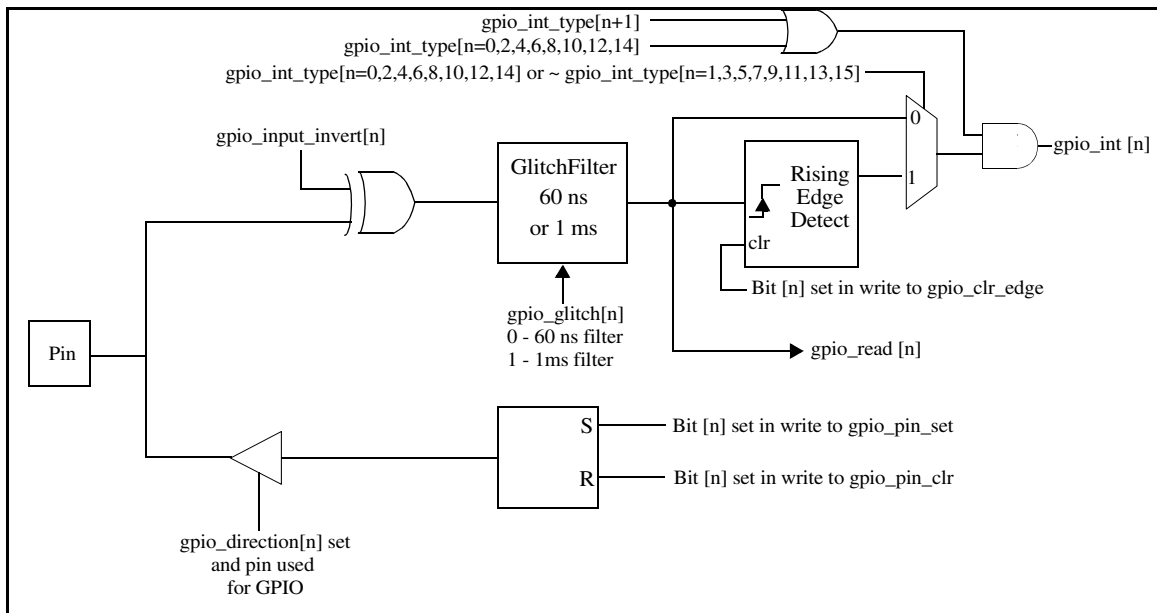 gpio_int_type[n+1]
gpio_int_type[n=0,2,4,6,8,10,12,14]
gpio_int_type[n=0,2,4,6,8,10,12,14] or ~ gpio_int_type[n=1,3,5,7,9,11,13,15]
gpio_input_invert[n]
GlitchFilter
60 ns
or 1 ms
0
1
Rising
Edge
Detect
clr
gpio_int [n]
Bit [n] set in write to gpio_clr_edge
gpio_glitch[n]
0 - 60 ns filter
1 - 1ms filter
gpio_read [n]
Pin
S
R
Bit [n] set in write to gpio_pin_set
Bit [n] set in write to gpio_pin_clr
gpio_direction[n] set
and pin used
for GPIO